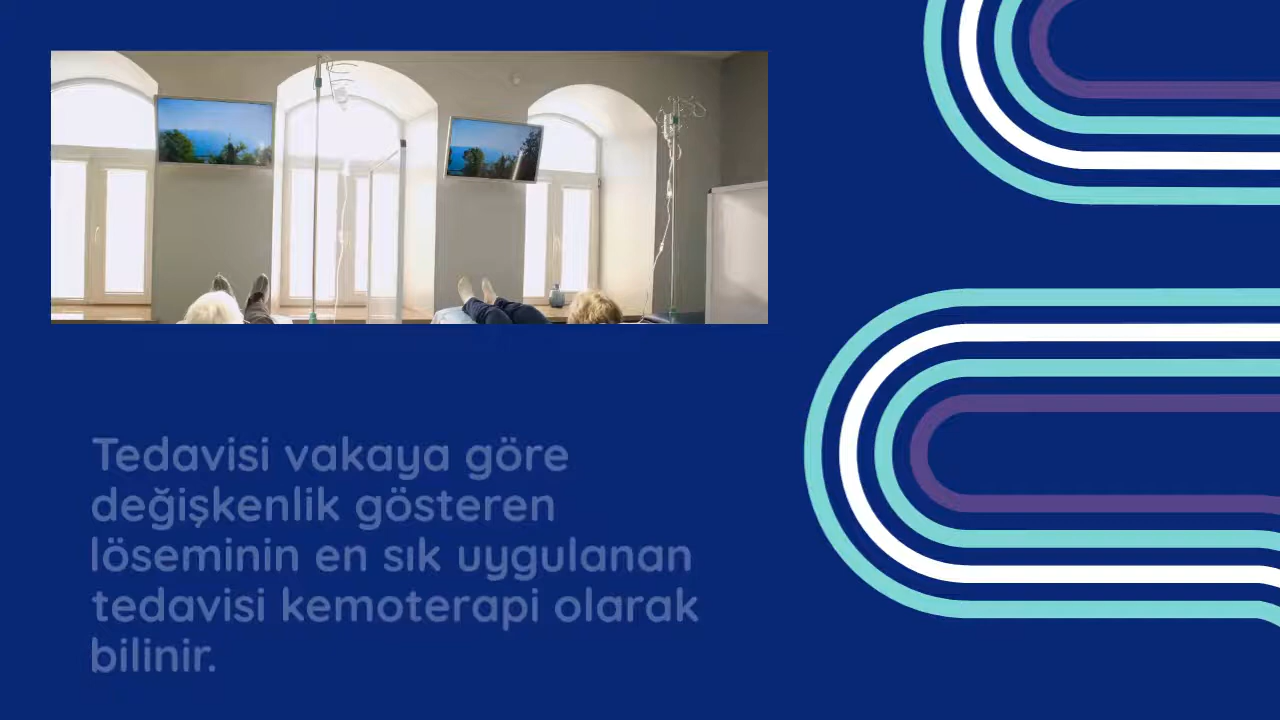 Tedavisi vakaya göre
değişkenlik gösteren
löseminin en sık uygulanan
tedavisi kemoterapi olarak
bilinir.